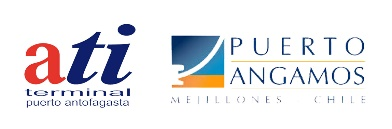 ati
terminal
puerto antofagasta
PUERTO
ANGAMOS
MEJILLONES CHILE